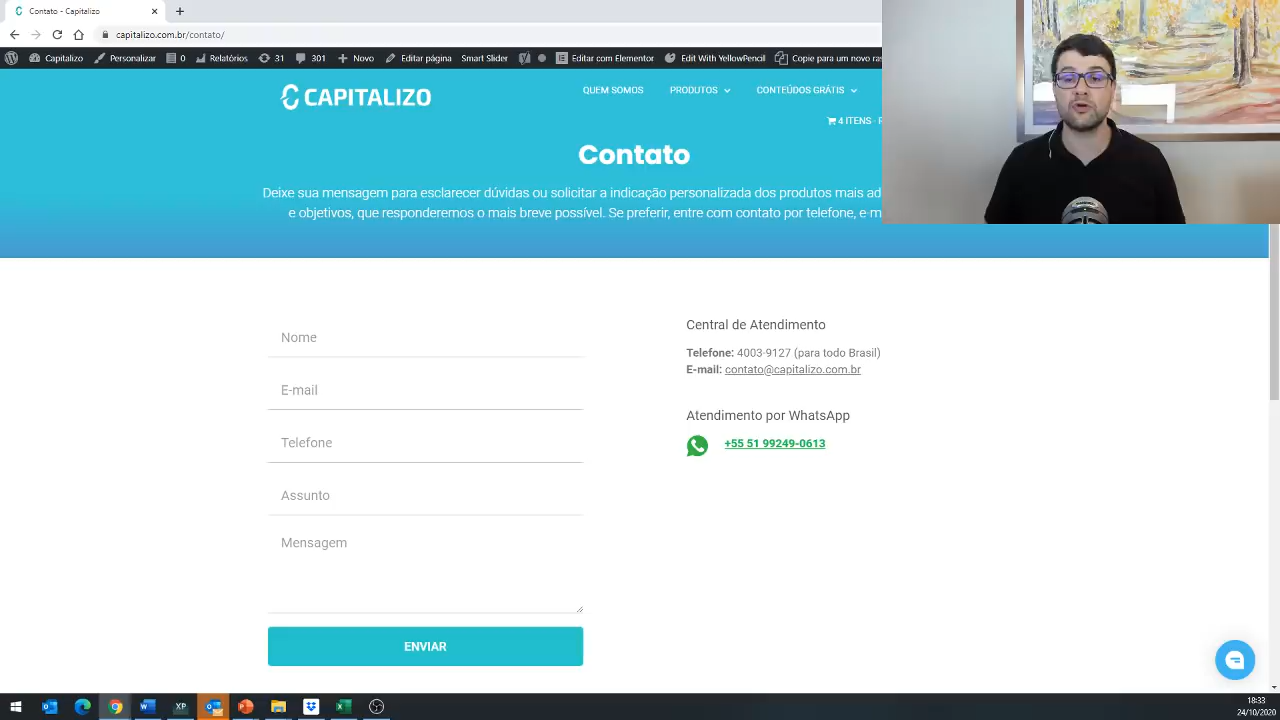 Contato - Capitalizo
capitalizo.com.br/contato/
Capitalizo Personalizar 0 Relatórios 31 301 Novo Editar página Smart Slider Editar com Elementor Edit With YellowPencil Copie para um novo ras
CAPITALIZO
QUEM SOMOS PRODUTOS CONTEÚDOS GRÁTIS
4 ITENS
Contato
Deixe sua mensagem para esclarecer dúvidas ou solicitar a indicação personalizada dos produtos mais ad
e objetivos, que responderemos o mais breve possível. Se preferir, entre com contato por telefone, e-m
Nome
E-mail
Telefone
Assunto
Mensagem
ENVIAR
Central de Atendimento
Telefone: 4003-9127 (para todo Brasil)
E-mail: contato@capitalizo.com.br
Atendimento por WhatsApp
+55 51 99249-0613
XP
18:33
24/10/2020